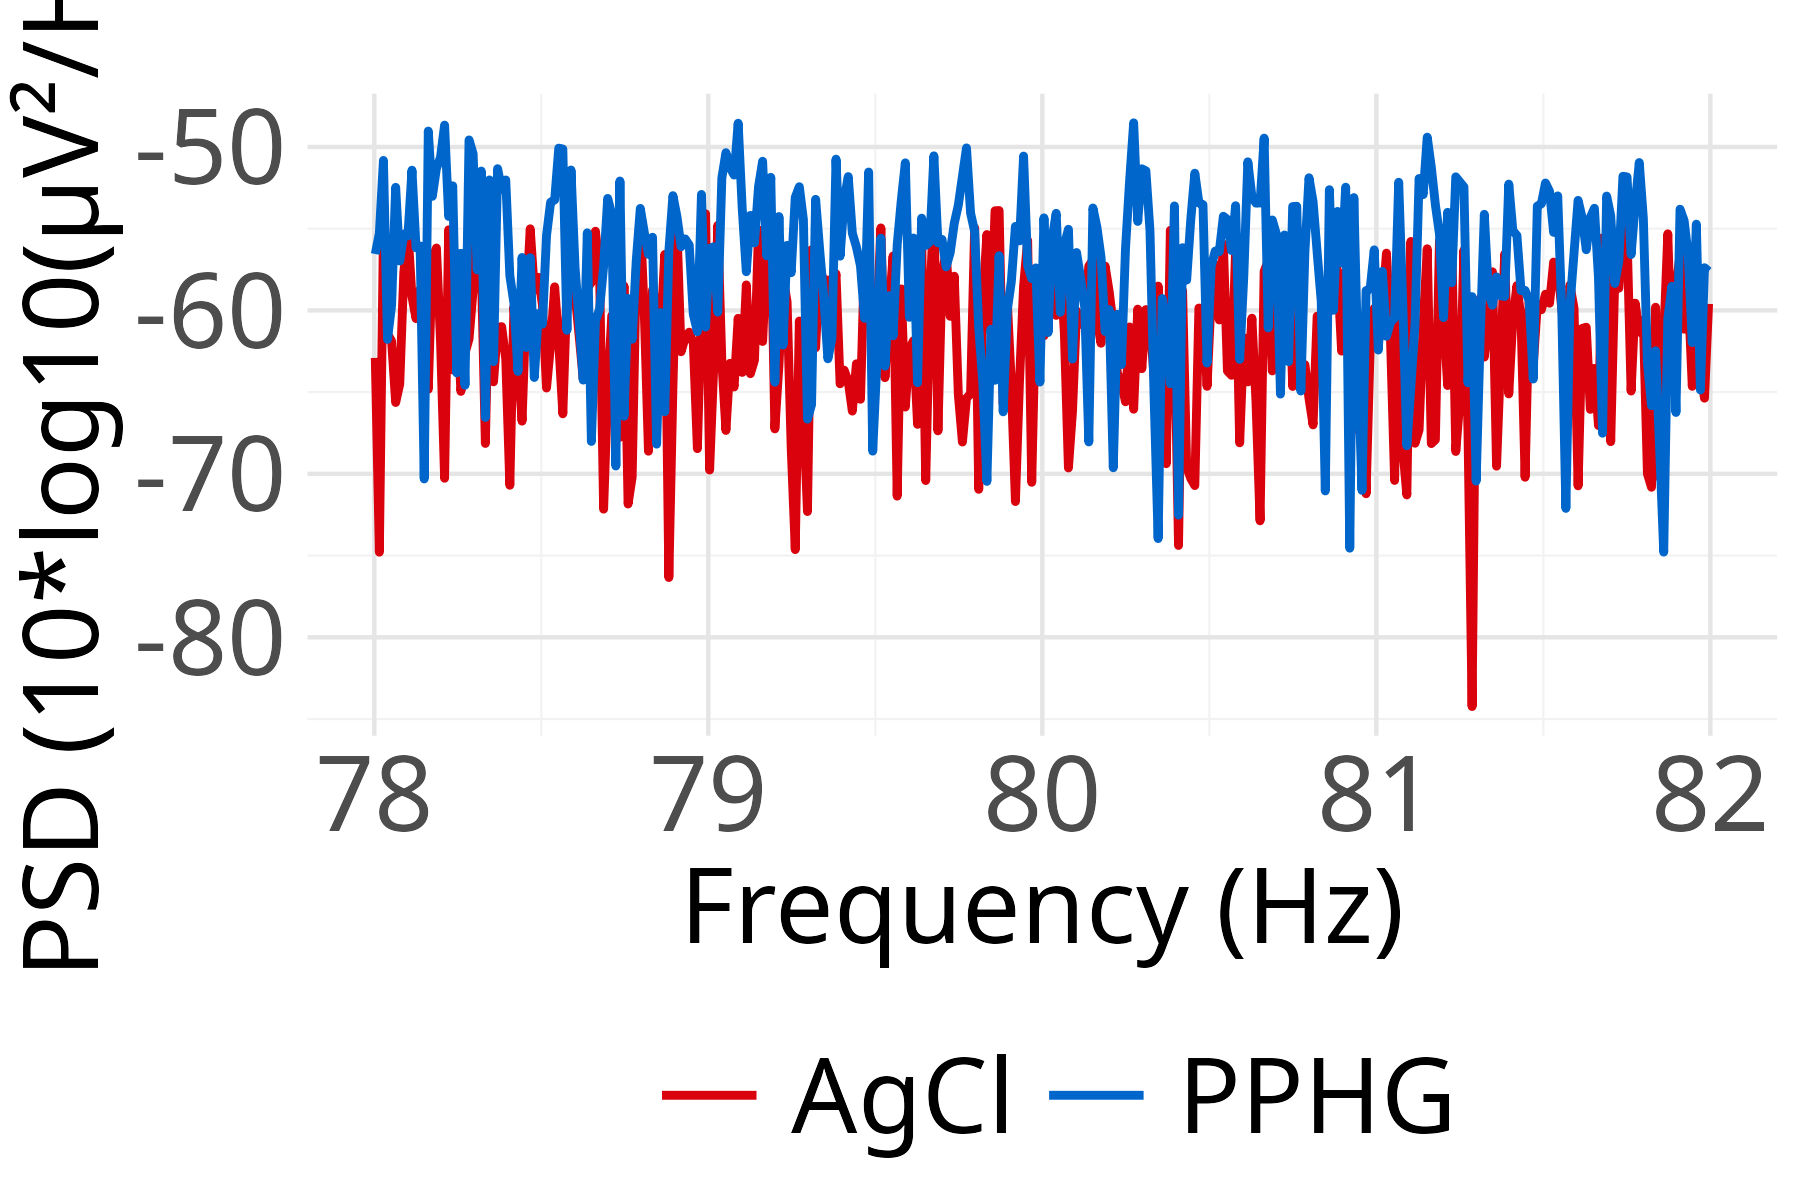 PSD (10*log10(µV²/H
-50
-60
-70
-80
78 79 80 81 82
Frequency (Hz)
AgCl PPHG